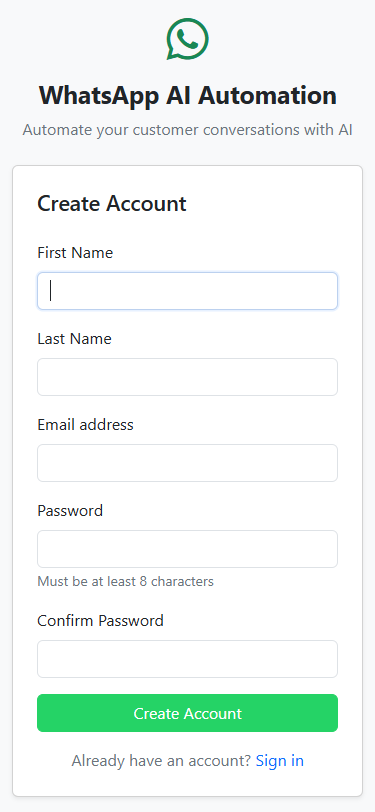 WhatsApp AI Automation
Automate your customer conversations with AI
Create Account
First Name
Last Name
Email address
Password
Must be at least 8 characters
Confirm Password
Create Account
Already have an account? Sign in